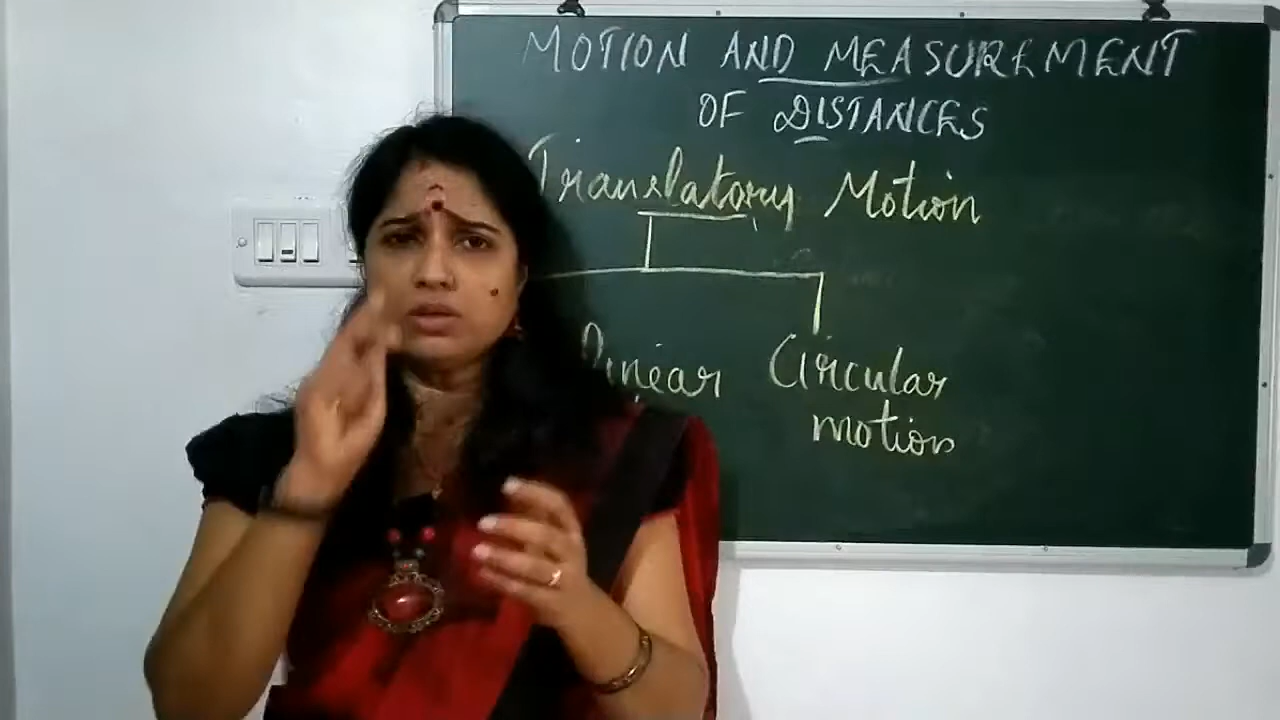 MOTION AND MEASUREMENT
OF DISTANCES
Translatory Motion
Linear Circular
motion